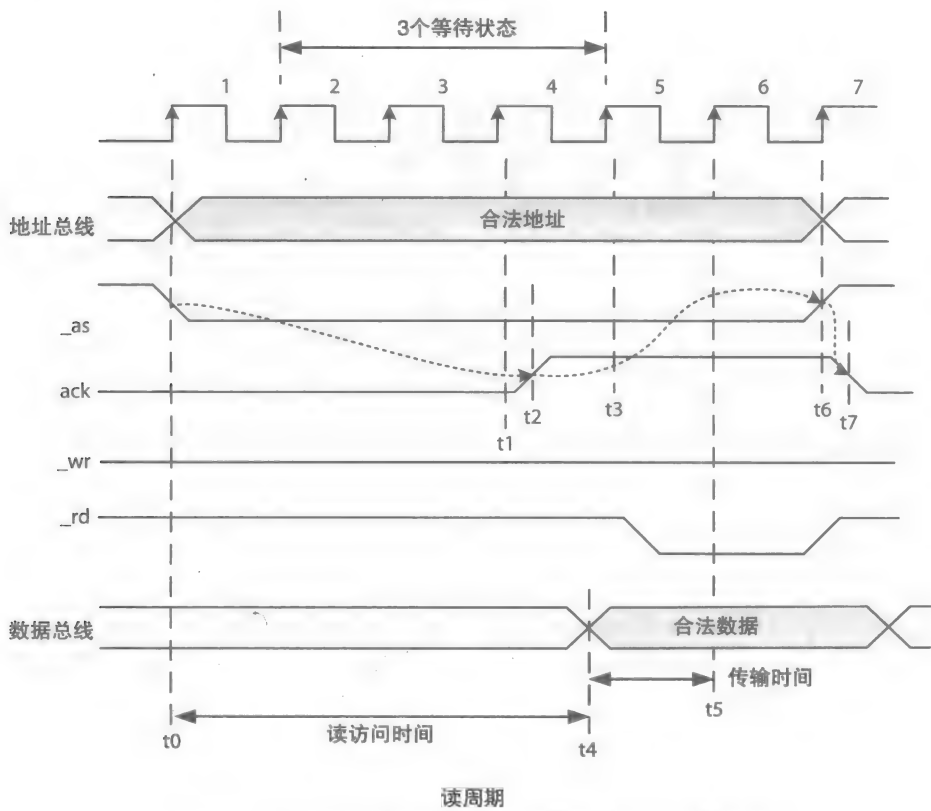 3个等待状态
1 2 3 4 5 6 7
地址总线
合法地址
_as
ack
t2
t1
t3
t6
t7
_wr
_rd
数据总线
合法数据
传输时间
t5
t0
读访问时间
t4
读周期